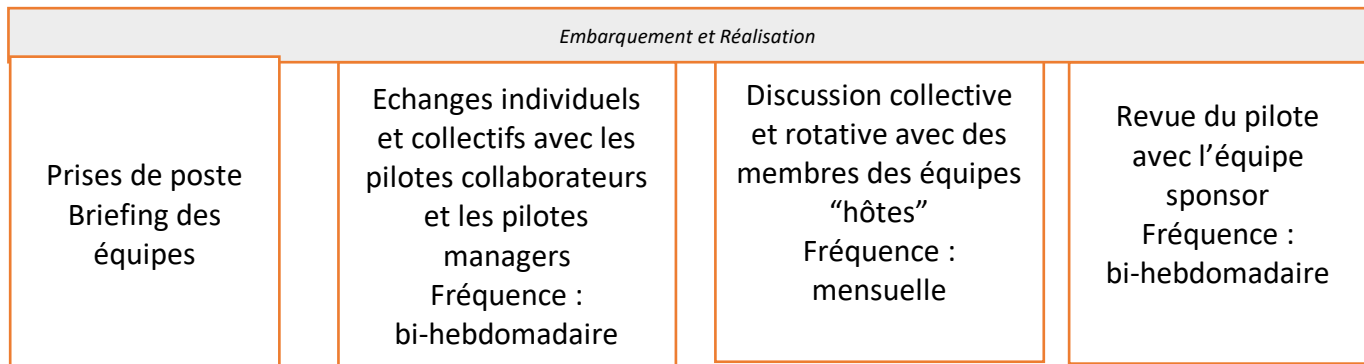 Embarquement et Réalisation
Prises de poste
Briefing des
équipes
Echanges individuels
et collectifs avec les
pilotes collaborateurs
et les pilotes
managers
Fréquence :
bi-hebdomadaire
Discussion collective
et rotative avec des
membres des équipes
“hôtes”
Fréquence :
mensuelle
Revue du pilote
avec l’équipe
sponsor
Fréquence :
bi-hebdomadaire